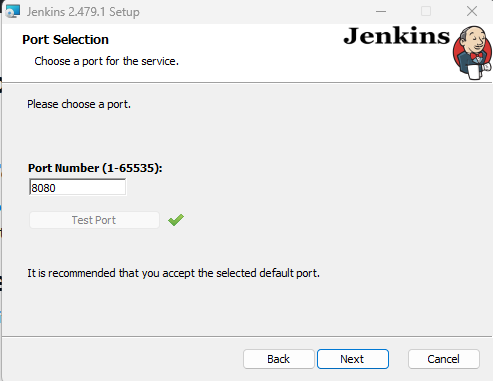 Jenkins 2.479.1 Setup
Port Selection
Choose a port for the service.
Jenkins
Please choose a port.
Port Number (1-65535):
8080
Test Port
It is recommended that you accept the selected default port.
Back
Next
Cancel